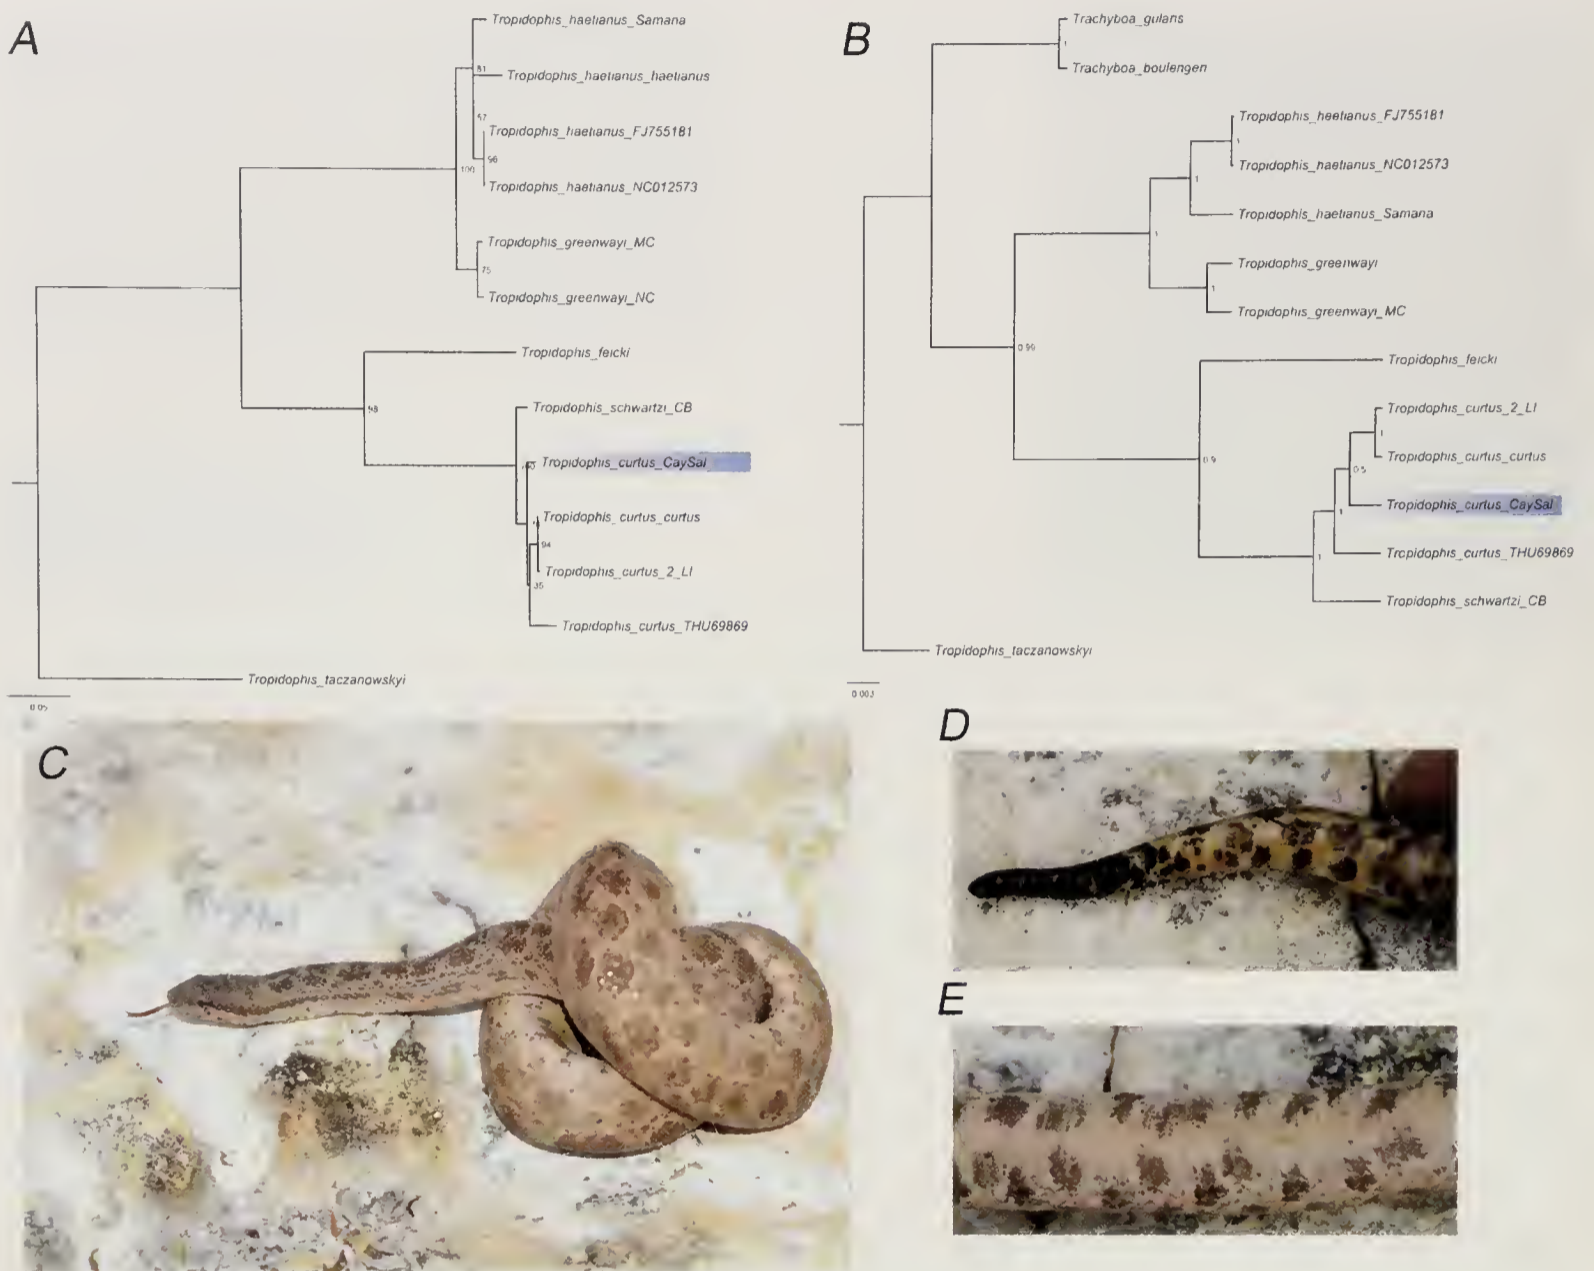 A
Tropidophis_haetianus_Samana
81
Tropidophis_haetianus_haetianus
57
Tropidophis_haetianus_FJ755181
96
100
Tropidophis_haetianus_NC012573
Tropidophis_greenwayi_MC
75
Tropidophis_greenwayi_NC
Tropidophis_feicki
98
Tropidophis_schwartzi_CB
Tropidophis_curtus_CaySal
Tropidophis_curtus_curtus
94
Tropidophis_curtus_2_LI
35
Tropidophis_curtus_THU69869
Tropidophis_taczanowskyi
0.05
B
Trachyboa_gularis
1
Trachyboa_boulengeri
Tropidophis_haetianus_FJ755181
1
Tropidophis_haetianus_NC012573
1
Tropidophis_haetianus_Samana
1
Tropidophis_greenwayi
1
Tropidophis_greenwayi_MC
0.99
Tropidophis_feicki
Tropidophis_curtus_2_LI
1
Tropidophis_curtus_curtus
0.9
0.5
Tropidophis_curtus_CaySal
1
Tropidophis_curtus_THU69869
1
Tropidophis_schwartzi_CB
Tropidophis_taczanowskyi
0.003
C
D
E